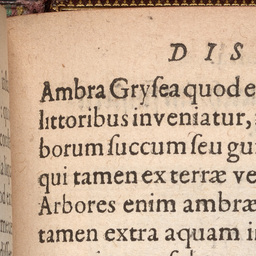 DIS
Ambra Gryſea quod e
littoribus inveniatur,
borum ſuccum ſeu gu
qui tamen ex terræ ve
Arbores enim ambræ
tamen extra aquam i